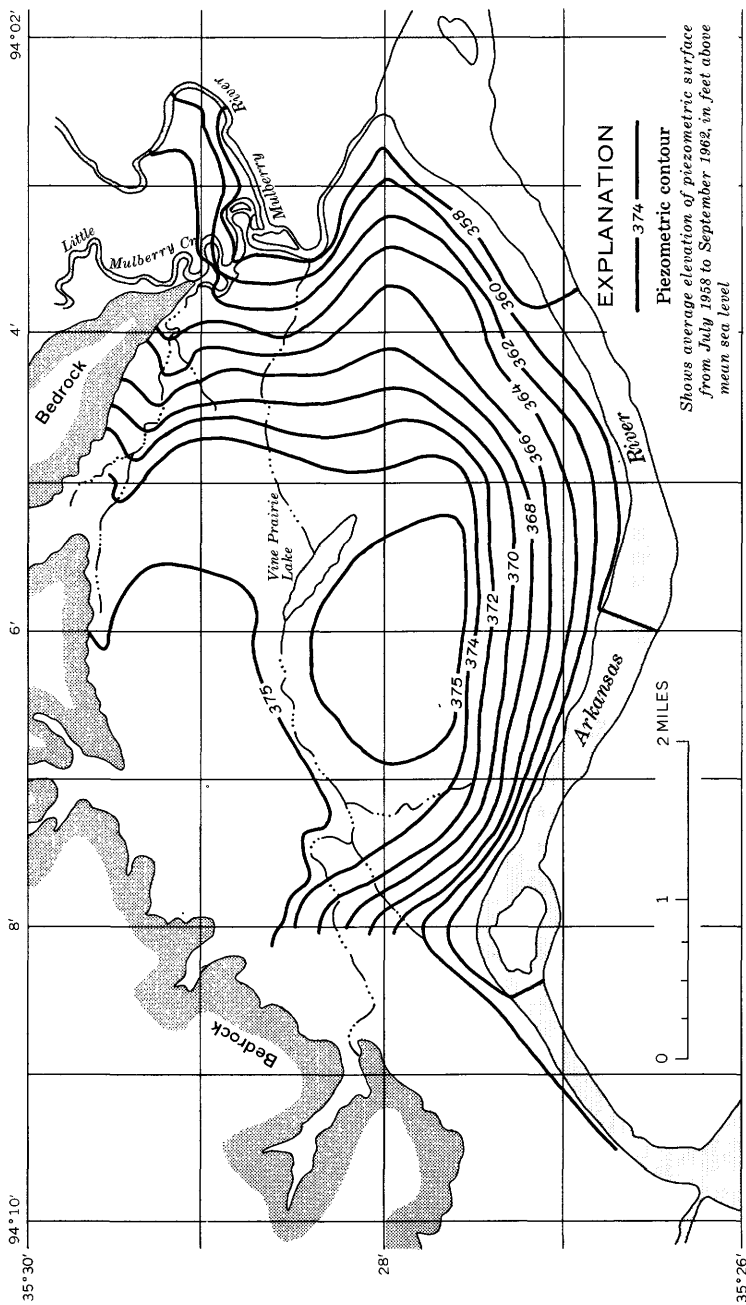 94°10'
8'
6'
4'
94°02'
35°30'
28'
35°26'
Bedrock
Bedrock
Little
Mulberry Cr
Mulberry
River
Vine Prairie
Lake
375
375
374
372
370
368
366
364
362
360
358
Arkansas
River
0
1
2 MILES
EXPLANATION
374
Piezometric contour
Shows average elevation of piezometric surface
from July 1958 to September 1962, in feet above
mean sea level